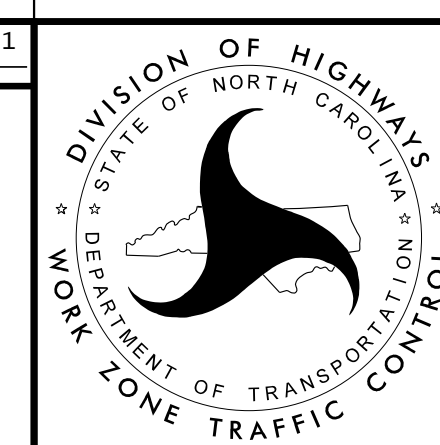 1
DIVISION OF HIGHWAYS
STATE OF NORTH CAROLINA
DEPARTMENT OF TRANSPORTATION
WORK ZONE TRAFFIC CONTROL